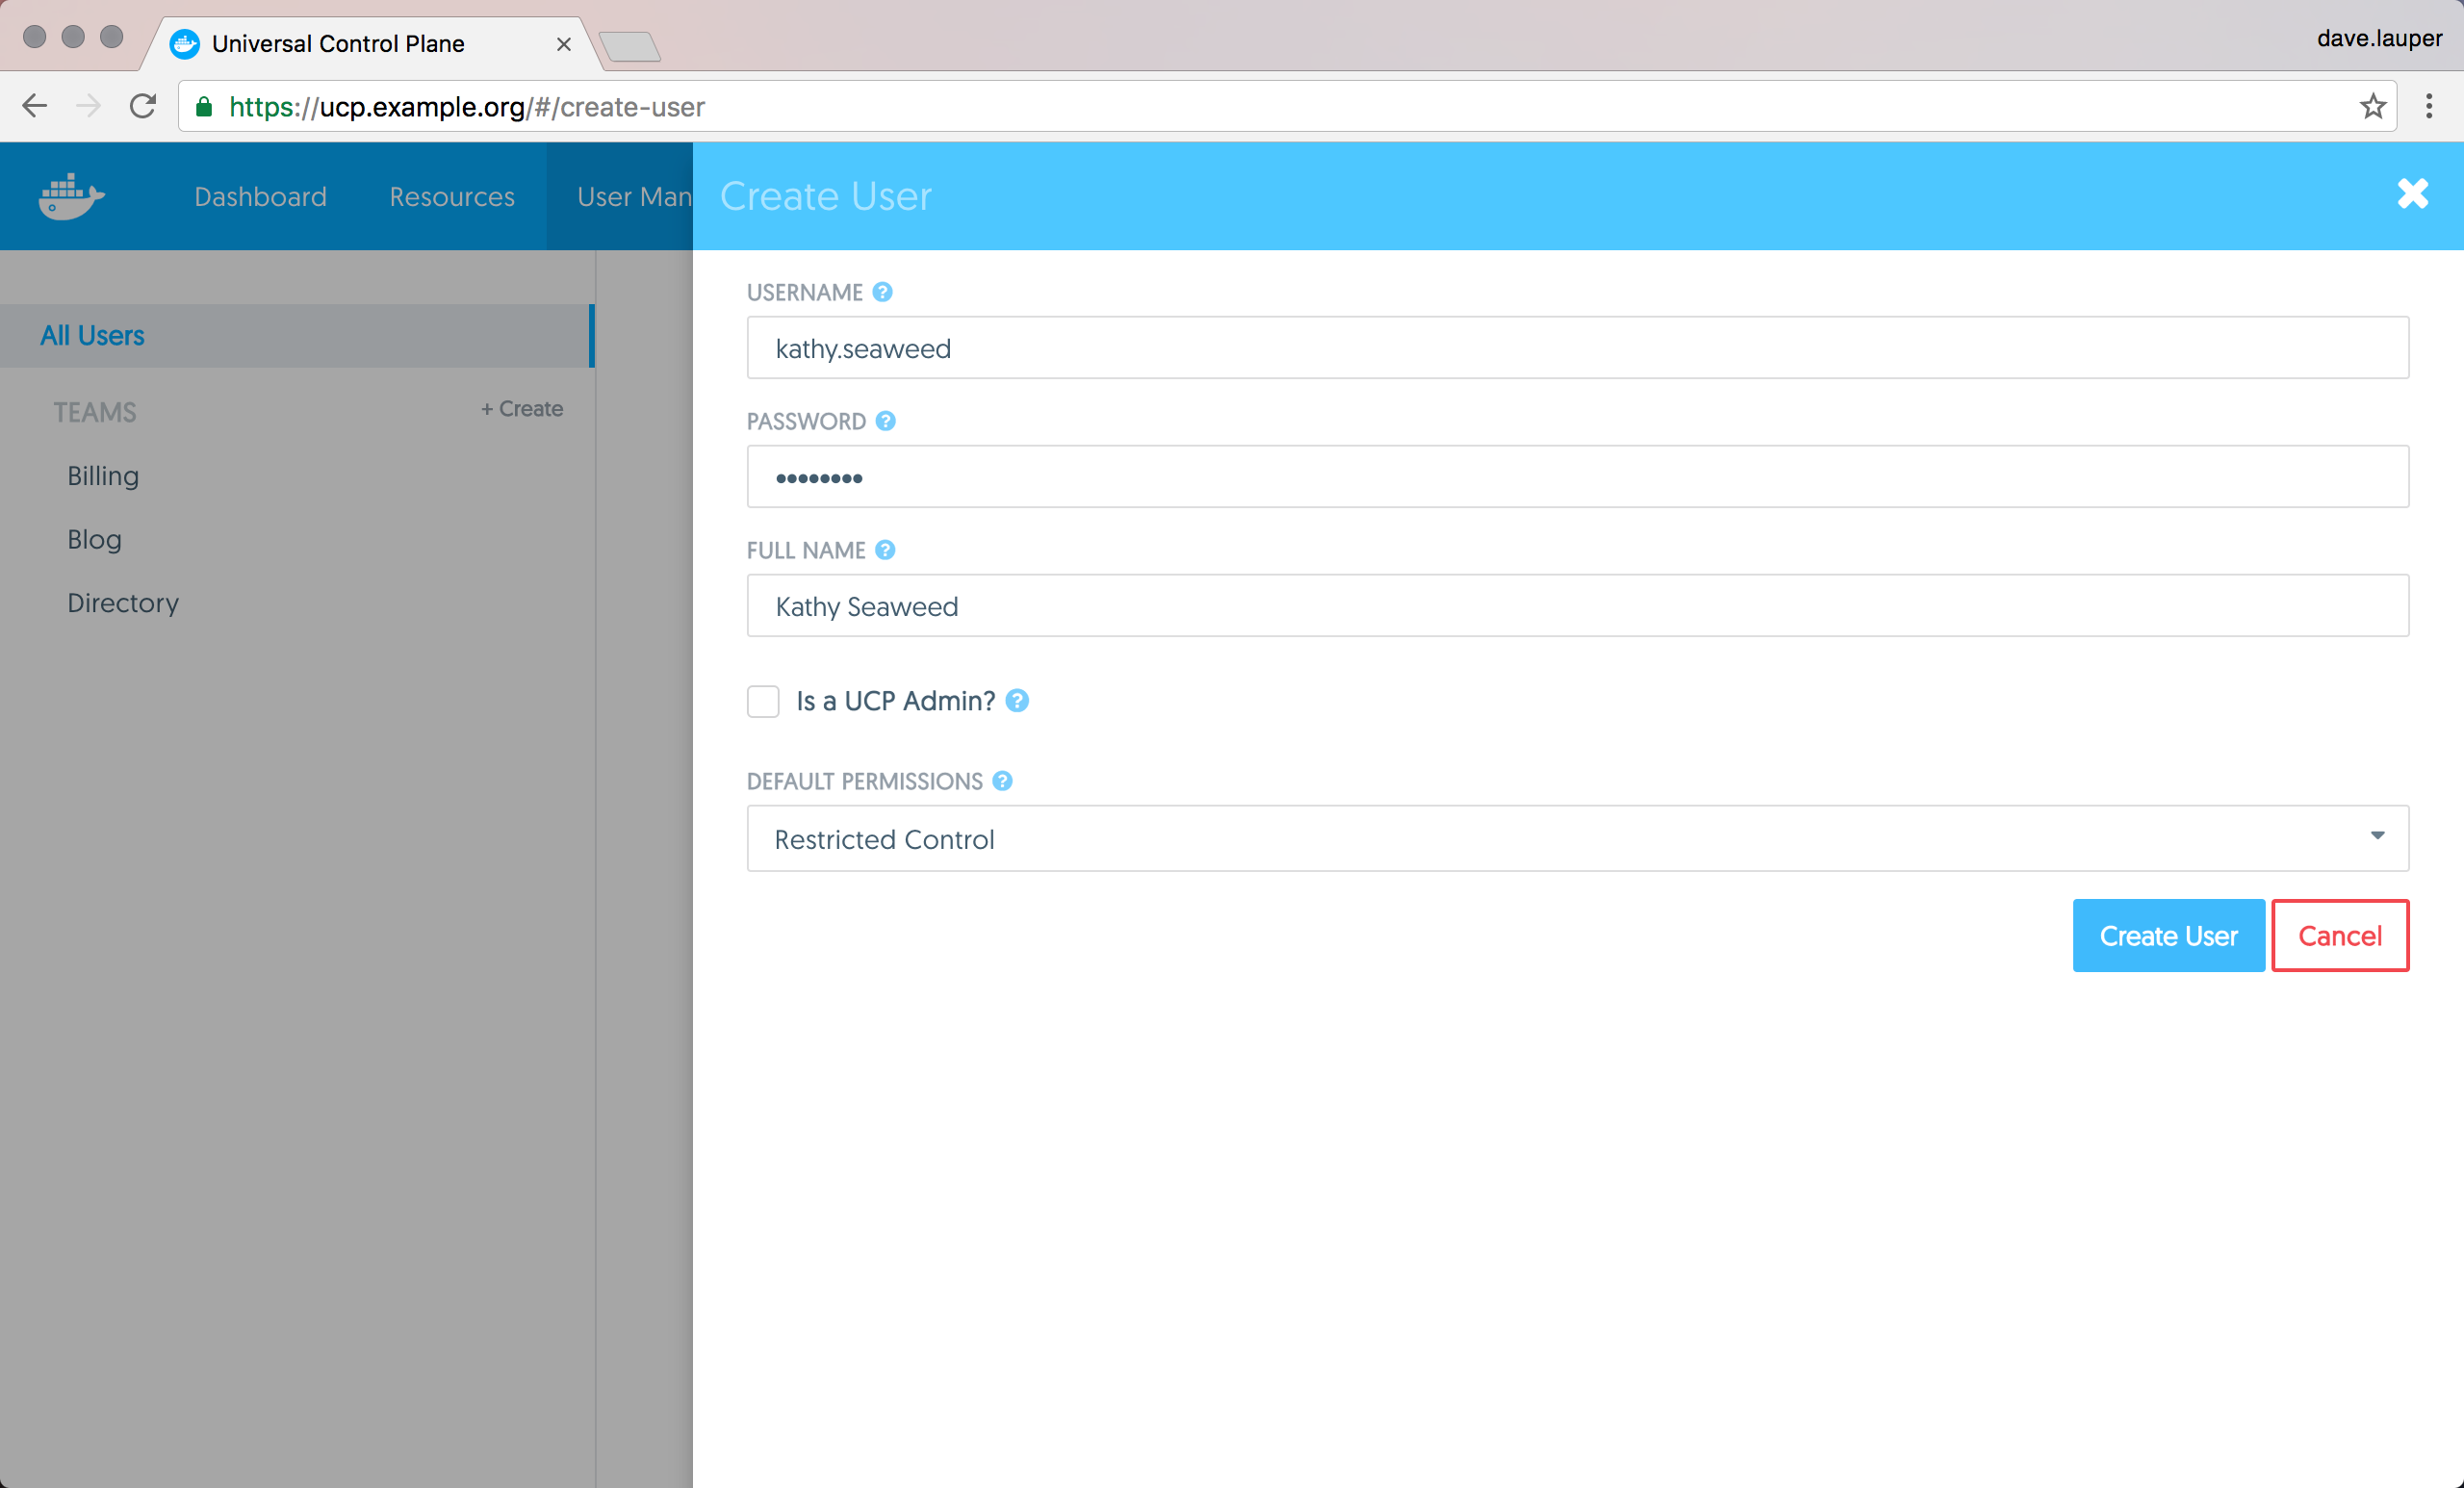 Universal Control Plane
dave.lauper
https://ucp.example.org/#/create-user
Dashboard Resources User Man
Create User
All Users
TEAMS + Create
Billing
Blog
Directory
USERNAME ?
kathy.seaweed
PASSWORD ?
••••••••
FULL NAME ?
Kathy Seaweed
Is a UCP Admin? ?
DEFAULT PERMISSIONS ?
Restricted Control
Create User Cancel